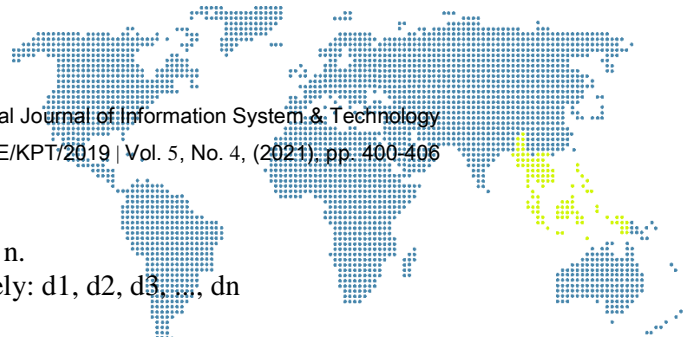 al Journal of Information System & Technology
E/KPT/2019 | Vol. 5, No. 4, (2021), pp. 400-406
n.
ely: d1, d2, d3, ..., dn